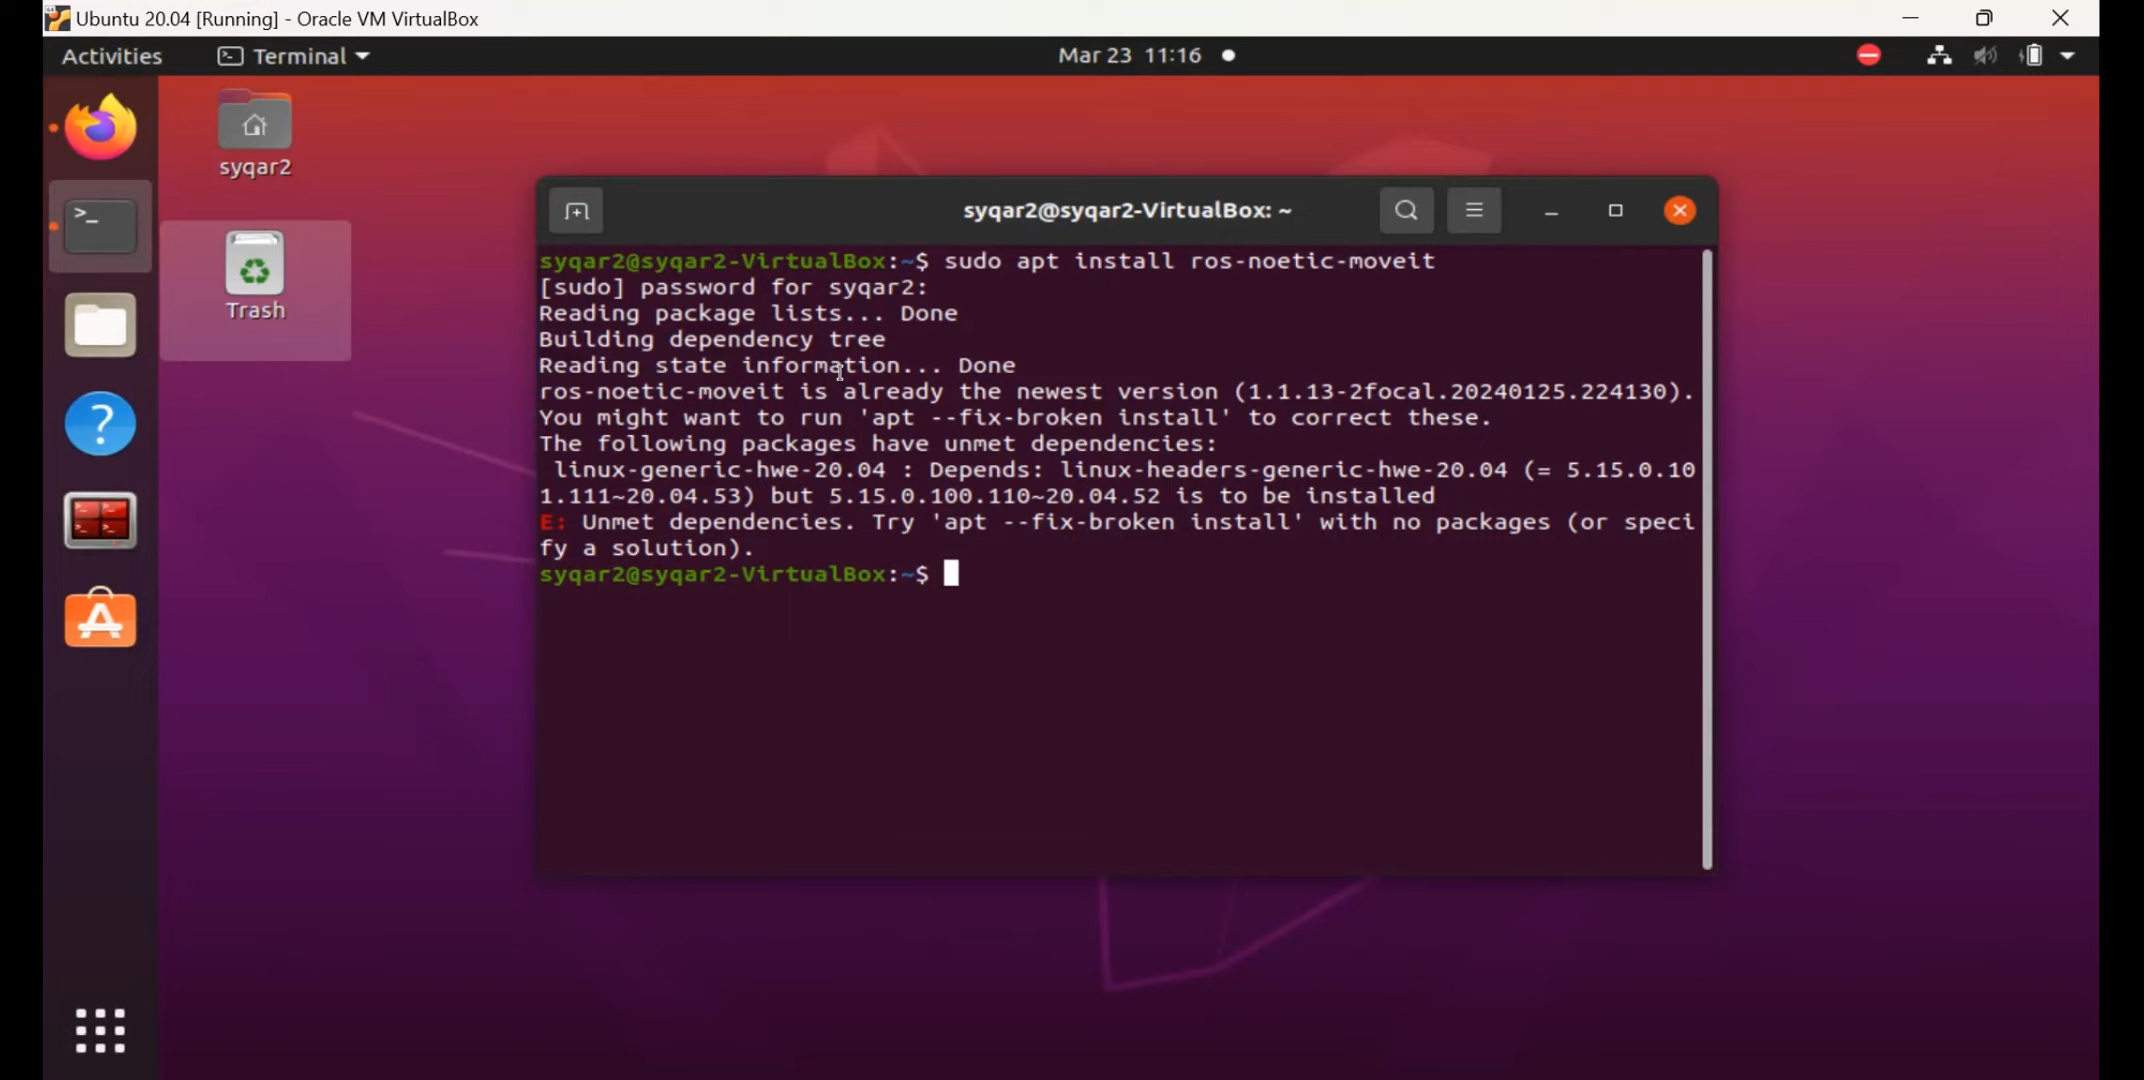 Ubuntu 20.04 [Running] - Oracle VM VirtualBox
Activities
Terminal
Mar 23 11:16
syqar2
Trash
syqar2@syqar2-VirtualBox: ~
syqar2@syqar2-VirtualBox:~$ sudo apt install ros-noetic-moveit
[sudo] password for syqar2:
Reading package lists... Done
Building dependency tree
Reading state information... Done
ros-noetic-moveit is already the newest version (1.1.13-2focal.20240125.224130).
You might want to run 'apt --fix-broken install' to correct these.
The following packages have unmet dependencies:
 linux-generic-hwe-20.04 : Depends: linux-headers-generic-hwe-20.04 (= 5.15.0.10
1.111~20.04.53) but 5.15.0.100.110~20.04.52 is to be installed
E: Unmet dependencies. Try 'apt --fix-broken install' with no packages (or speci
fy a solution).
syqar2@syqar2-VirtualBox:~$